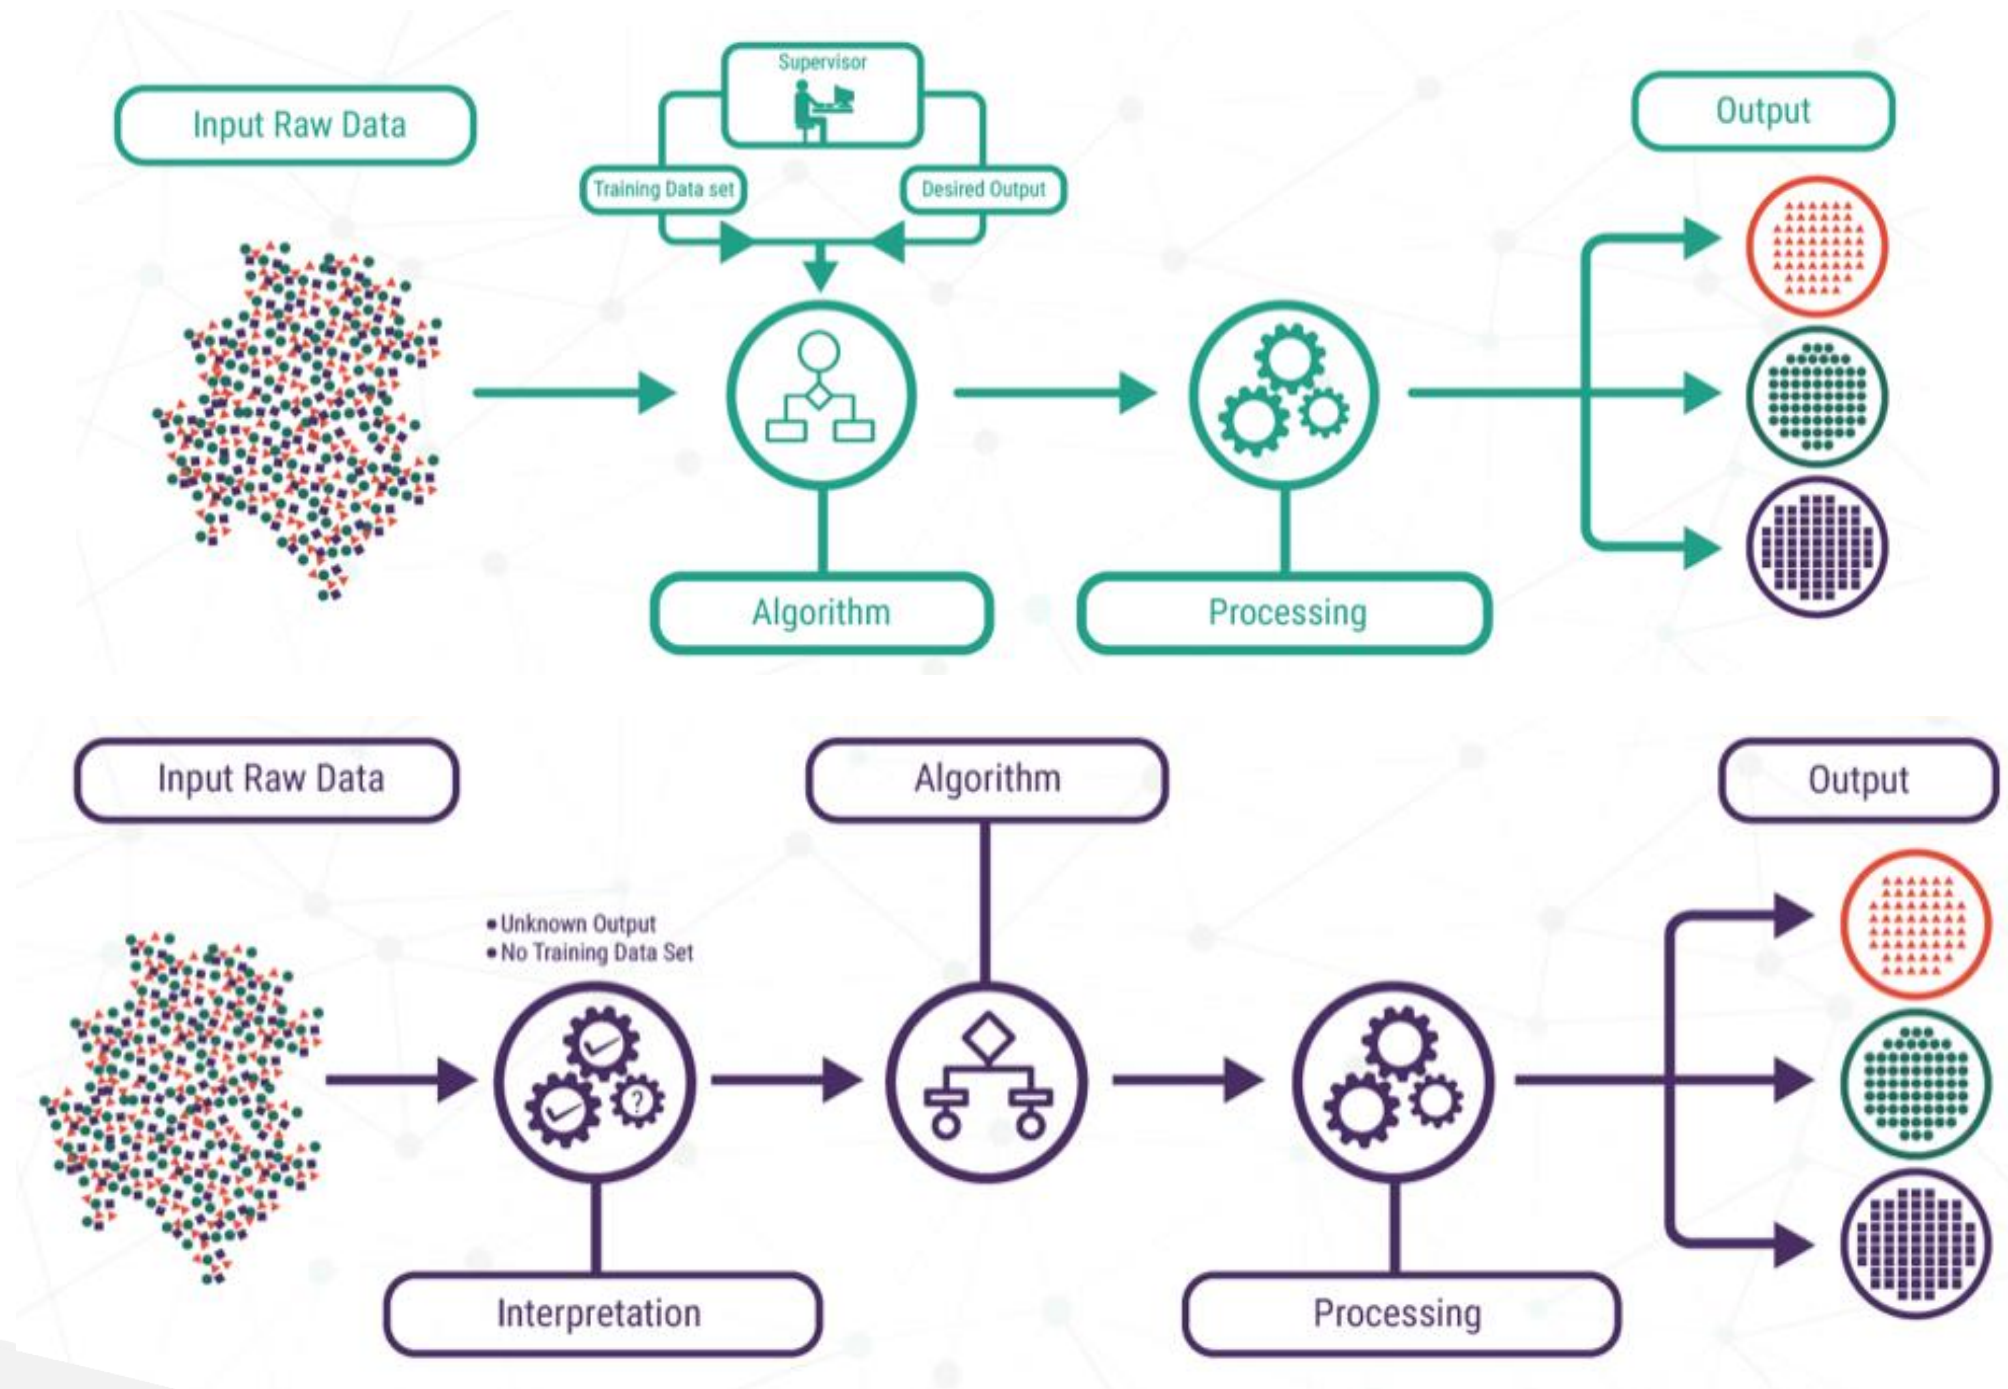 Input Raw Data
Supervisor
Training Data set
Desired Output
Output
Algorithm
Processing
Input Raw Data
Algorithm
Output
• Unknown Output
• No Training Data Set
?
Interpretation
Processing